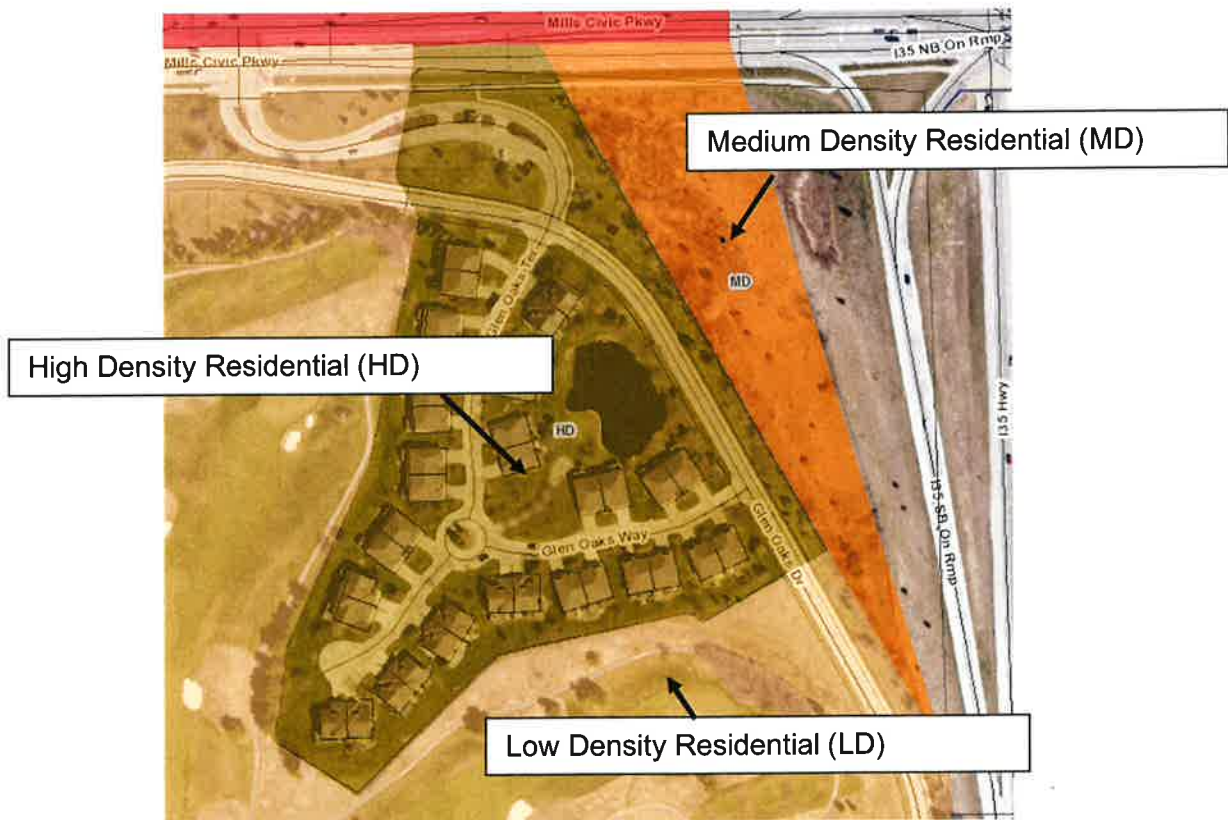 Mills Civic Pkwy
I35 NB On Rmp
Mills Civic Pkwy
Medium Density Residential (MD)
MD
Glen Oaks Ter
High Density Residential (HD)
HD
I35 Hwy
I35 SB On Rmp
Glen Oaks Way
Glen Oaks Dr
Low Density Residential (LD)